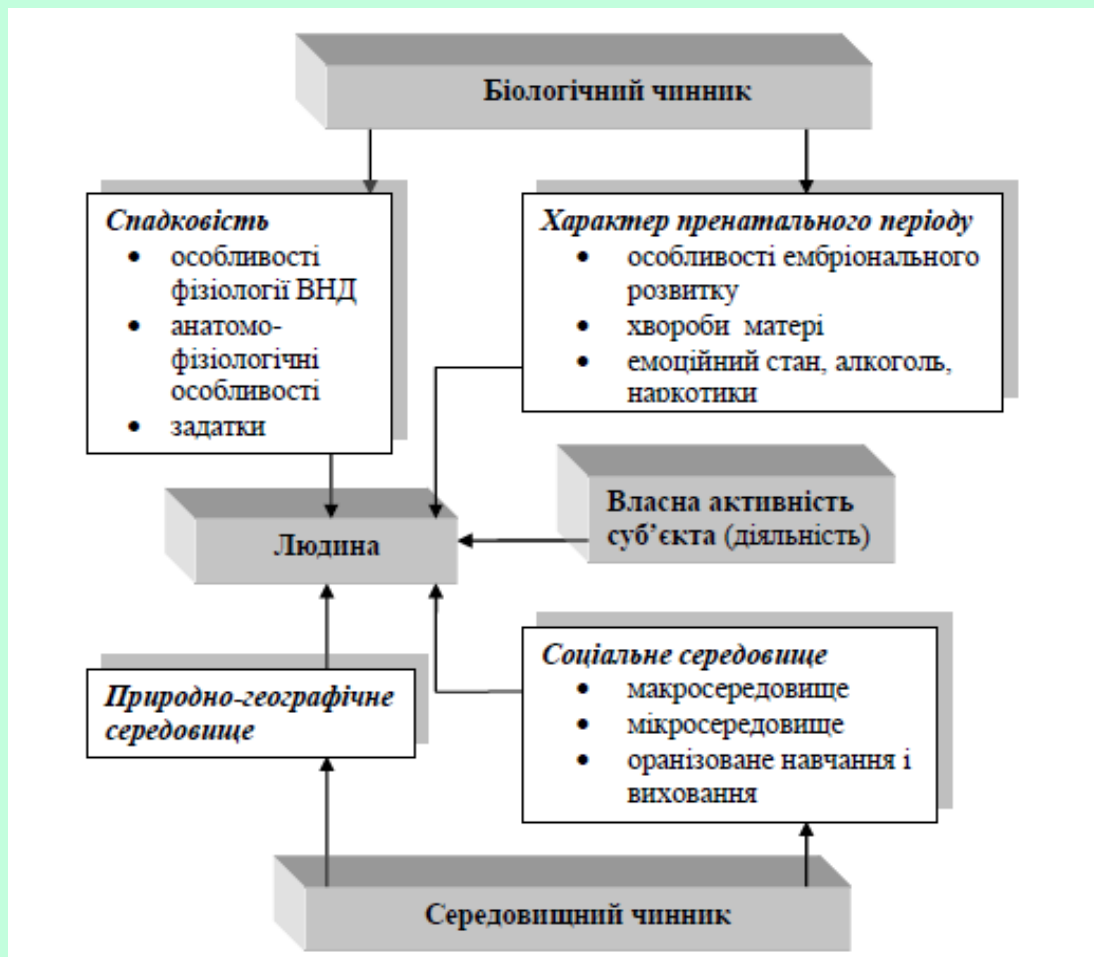 Біологічний чинник
Спадковість
• особливості
фізіології ВНД
• анатомо-
фізіологічні
особливості
• задатки
Характер пренатального періоду
• особливості ембріонального
розвитку
• хвороби матері
• емоційний стан, алкоголь,
наркотики
Власна активність
суб’єкта (діяльність)
Людина
Природно-географічне
середовище
Соціальне середовище
• макросередовище
• мікросередовище
• оранізоване навчання і
виховання
Середовищний чинник